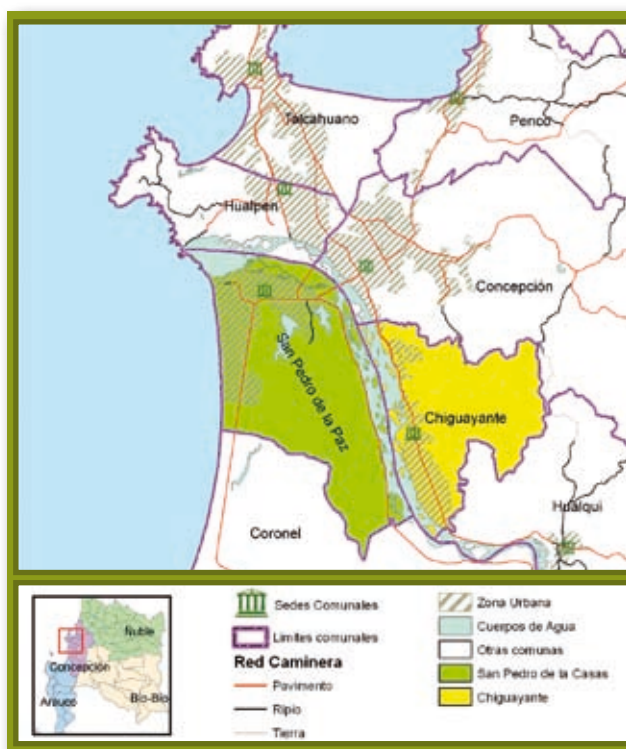 Talcahuano
Penco
Hualpen
Concepción
San Pedro de la Paz
Chiguayante
Hualqui
Coronel
Ñuble
Concepción
Arauco
Bío-Bío
Sedes Comunales
Límites comunales
Red Caminera
Pavimento
Ripio
Tierra
Zona Urbana
Cuerpos de Agua
Otras comunas
San Pedro de la Casas
Chiguayante